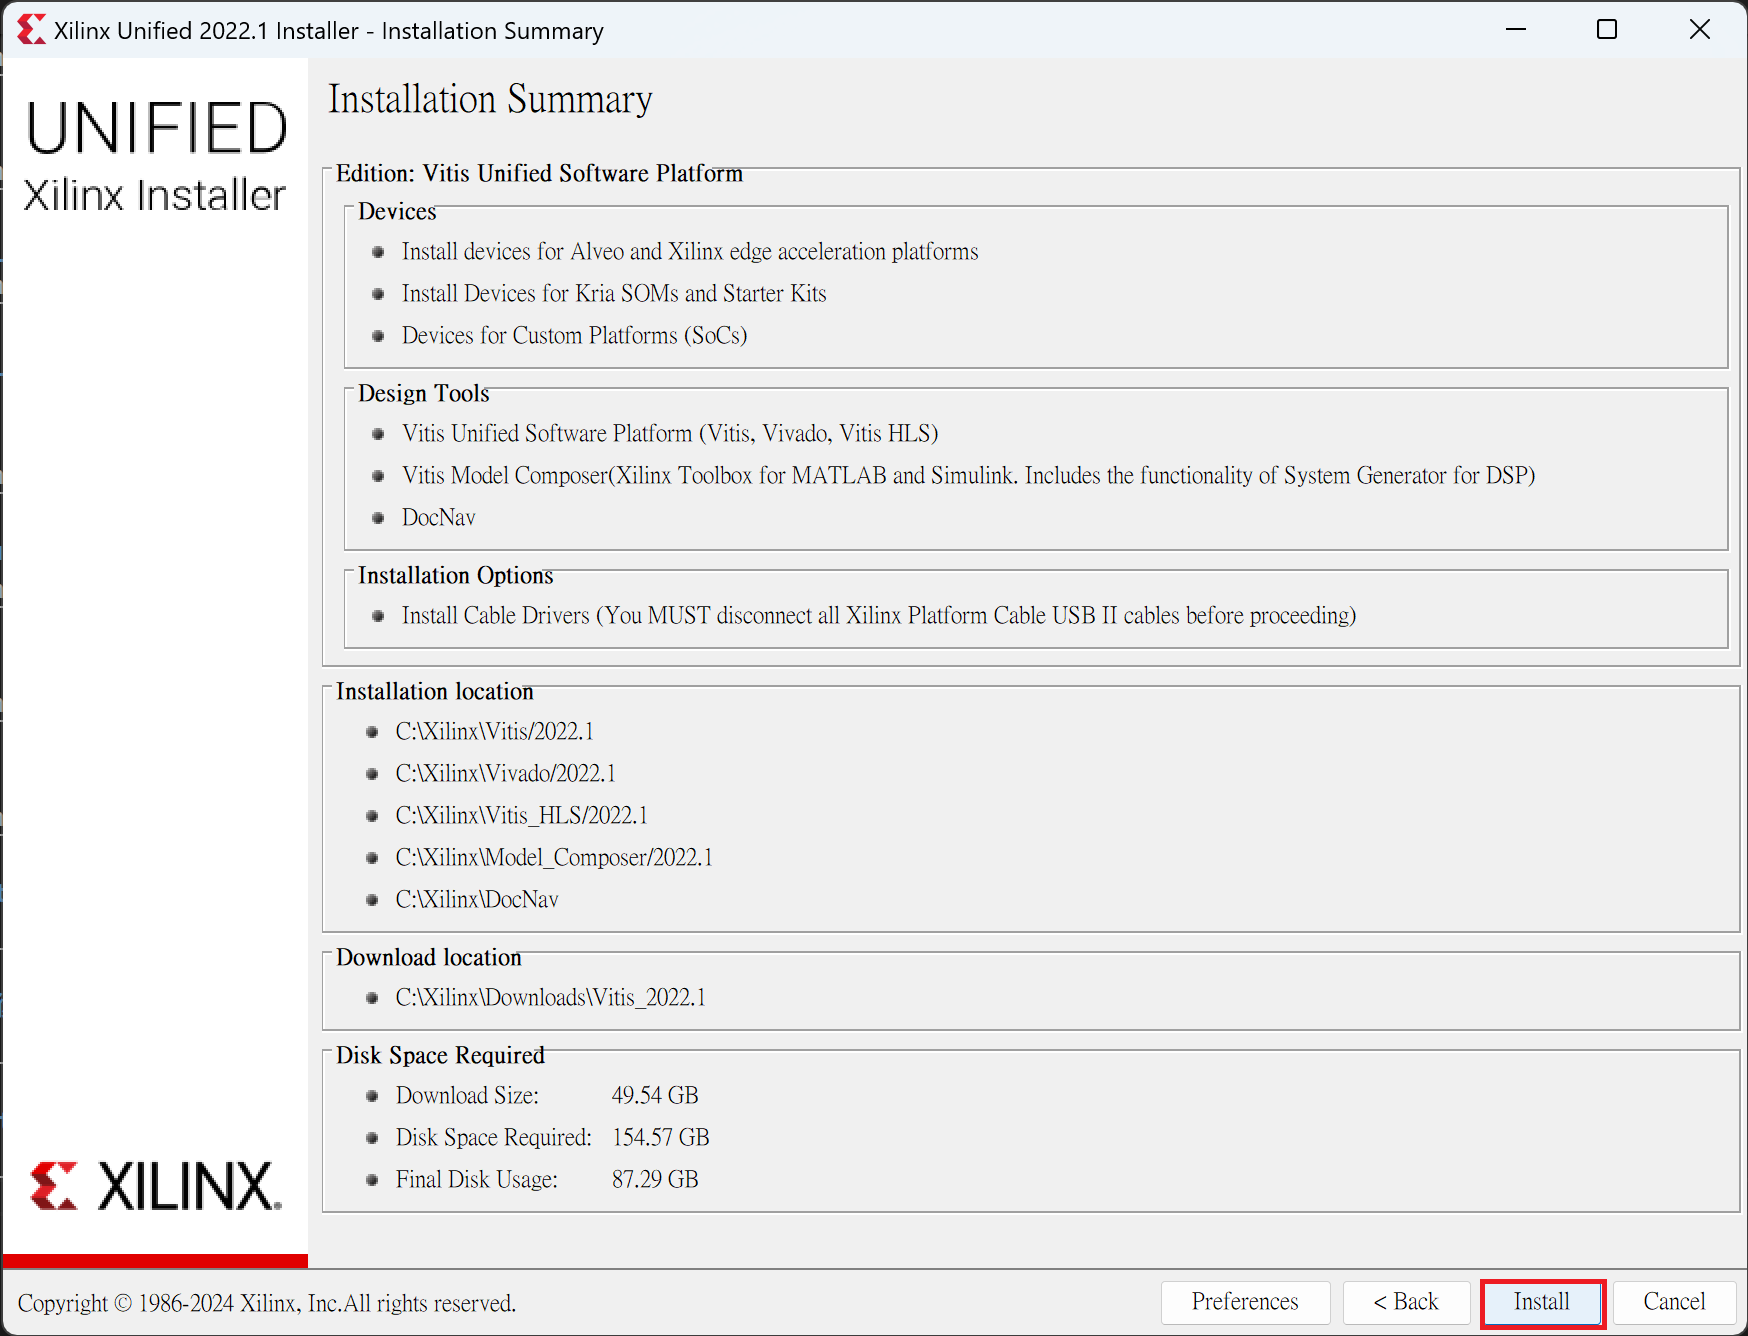 Xilinx Unified 2022.1 Installer - Installation Summary
UNIFIED
Xilinx Installer
Installation Summary
Edition: Vitis Unified Software Platform
Devices
Install devices for Alveo and Xilinx edge acceleration platforms
Install Devices for Kria SOMs and Starter Kits
Devices for Custom Platforms (SoCs)
Design Tools
Vitis Unified Software Platform (Vitis, Vivado, Vitis HLS)
Vitis Model Composer(Xilinx Toolbox for MATLAB and Simulink. Includes the functionality of System Generator for DSP)
DocNav
Installation Options
Install Cable Drivers (You MUST disconnect all Xilinx Platform Cable USB II cables before proceeding)
Installation location
C:\Xilinx\Vitis/2022.1
C:\Xilinx\Vivado/2022.1
C:\Xilinx\Vitis_HLS/2022.1
C:\Xilinx\Model_Composer/2022.1
C:\Xilinx\DocNav
Download location
C:\Xilinx\Downloads\Vitis_2022.1
Disk Space Required
Download Size: 49.54 GB
Disk Space Required: 154.57 GB
Final Disk Usage: 87.29 GB
XILINX.
Copyright © 1986-2024 Xilinx, Inc.All rights reserved.
Preferences
< Back
Install
Cancel